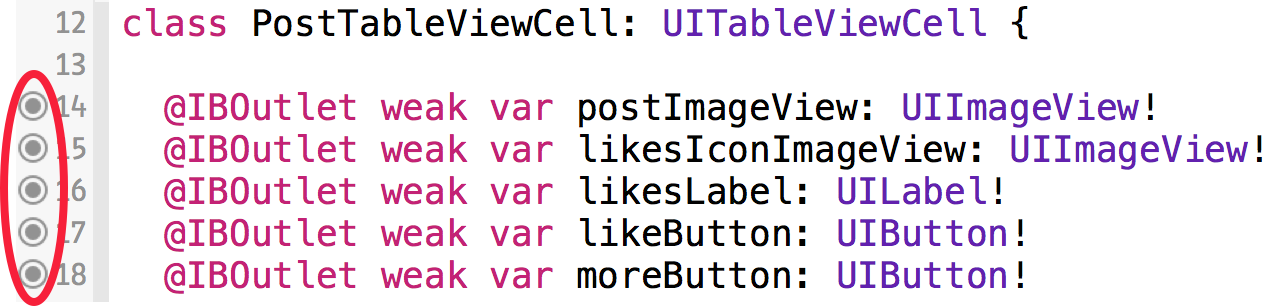 12 class PostTableViewCell: UITableViewCell {
13
14 @IBOutlet weak var postImageView: UIImageView!
15 @IBOutlet weak var likesIconImageView: UIImageView!
16 @IBOutlet weak var likesLabel: UILabel!
17 @IBOutlet weak var likeButton: UIButton!
18 @IBOutlet weak var moreButton: UIButton!